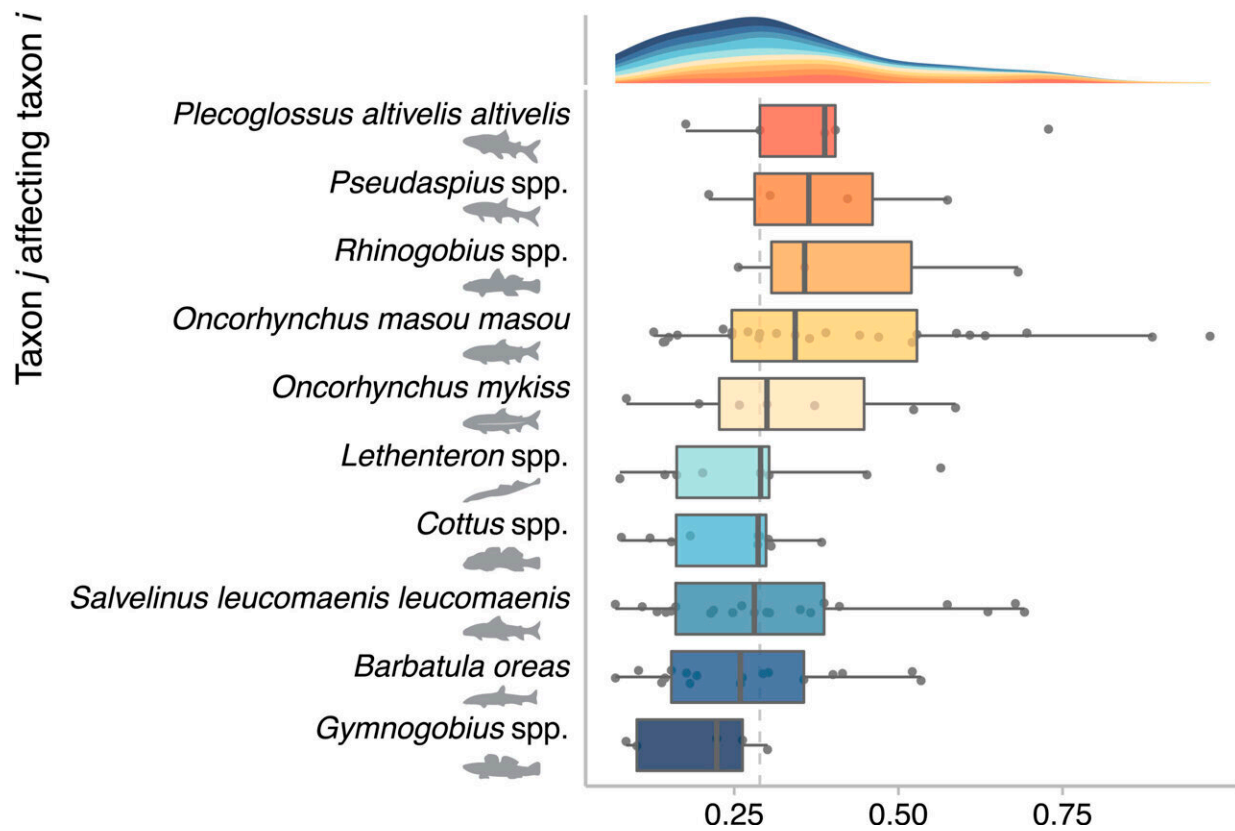 Taxon j affecting taxon i
Plecoglossus altivelis altivelis
Pseudaspius spp.
Rhinogobius spp.
Oncorhynchus masou masou
Oncorhynchus mykiss
Lethenteron spp.
Cottus spp.
Salvelinus leucomaenis leucomaenis
Barbatula oreas
Gymnogobius spp.
0.25 0.50 0.75